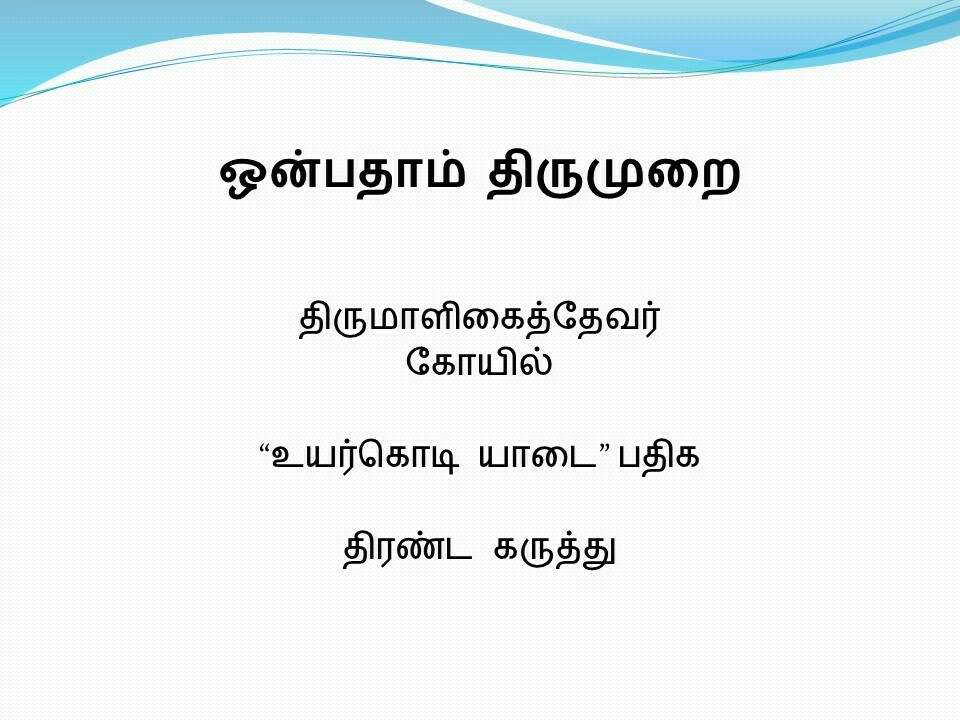 ஒன்பதாம் திருமுறை
திருமாளிகைத்தேவர்
கோயில்
“உயர்கொடி யாடை” பதிக
திரண்ட கருத்து